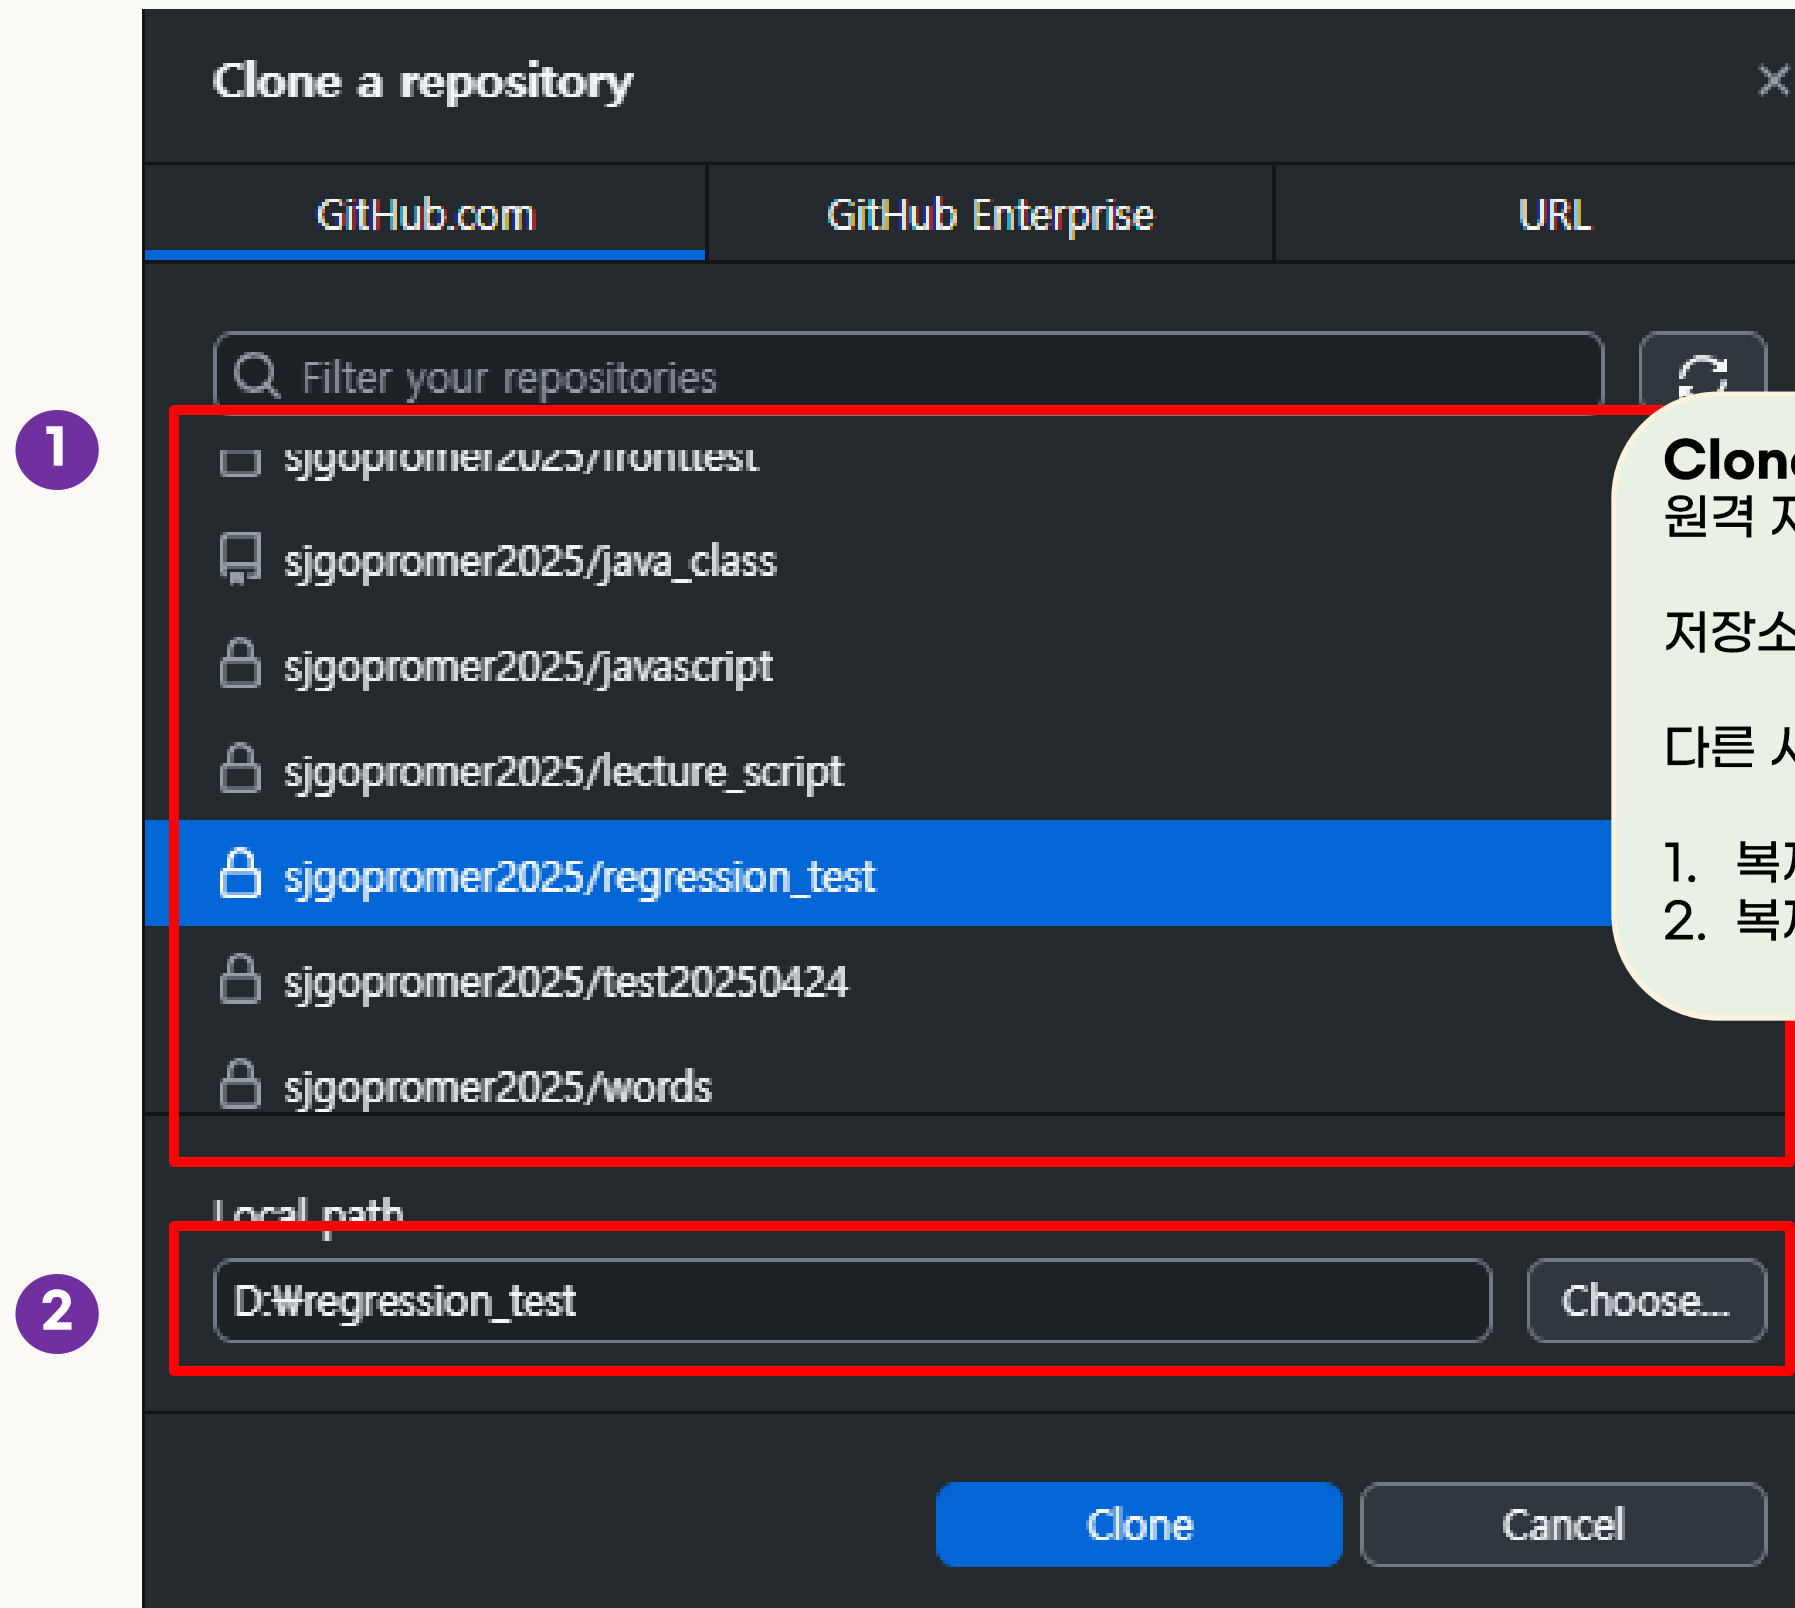 Clone a repository
GitHub.com
GitHub Enterprise
URL
Filter your repositories
1
sjgopromer2025/fronttest
sjgopromer2025/java_class
sjgopromer2025/javascript
sjgopromer2025/lecture_script
sjgopromer2025/regression_test
sjgopromer2025/test20250424
sjgopromer2025/words
원격
저장소
다른
1.
2.
Local path
2
D:₩regression_test
Choose...
Clone
Cancel